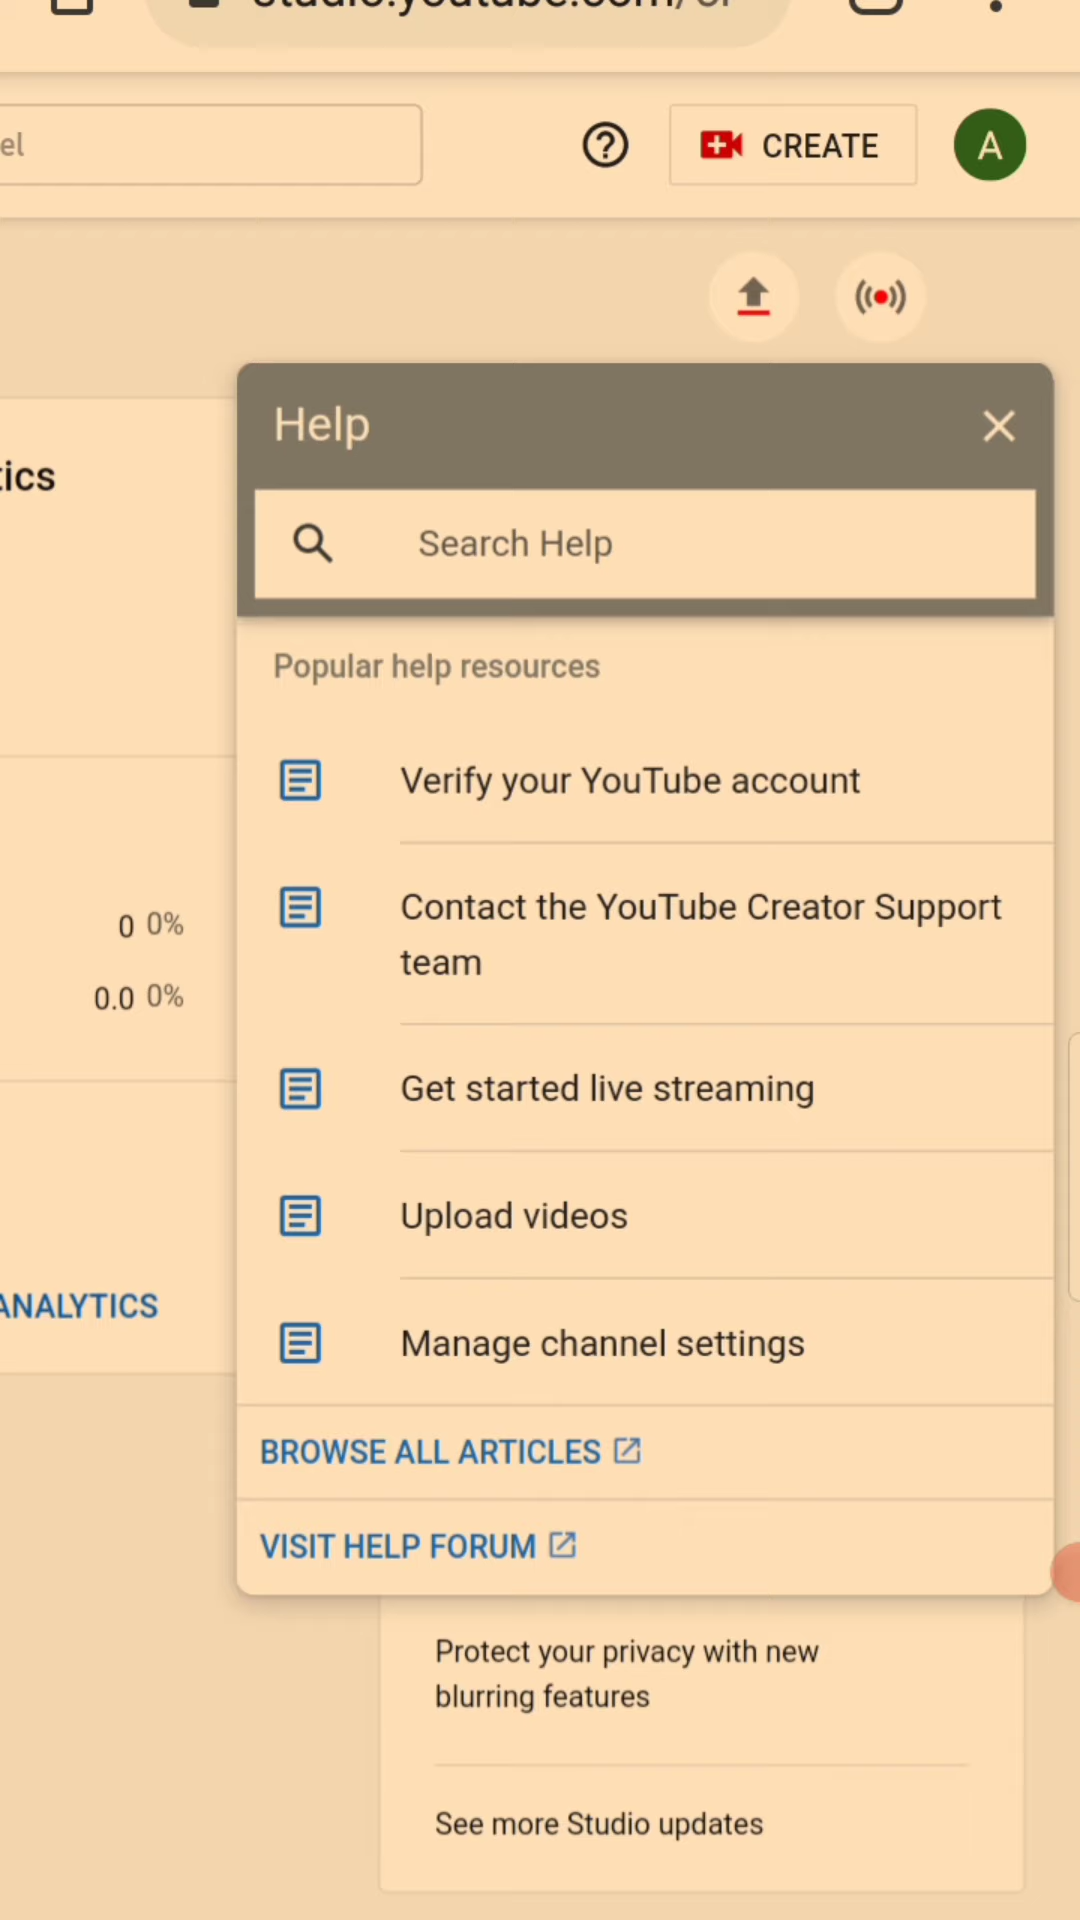 el
CREATE
A
Help
tics
Search Help
Popular help resources
Verify your YouTube account
Contact the YouTube Creator Support
team
0 0%
0.0 0%
Get started live streaming
Upload videos
ANALYTICS
Manage channel settings
BROWSE ALL ARTICLES
VISIT HELP FORUM
Protect your privacy with new
blurring features
See more Studio updates